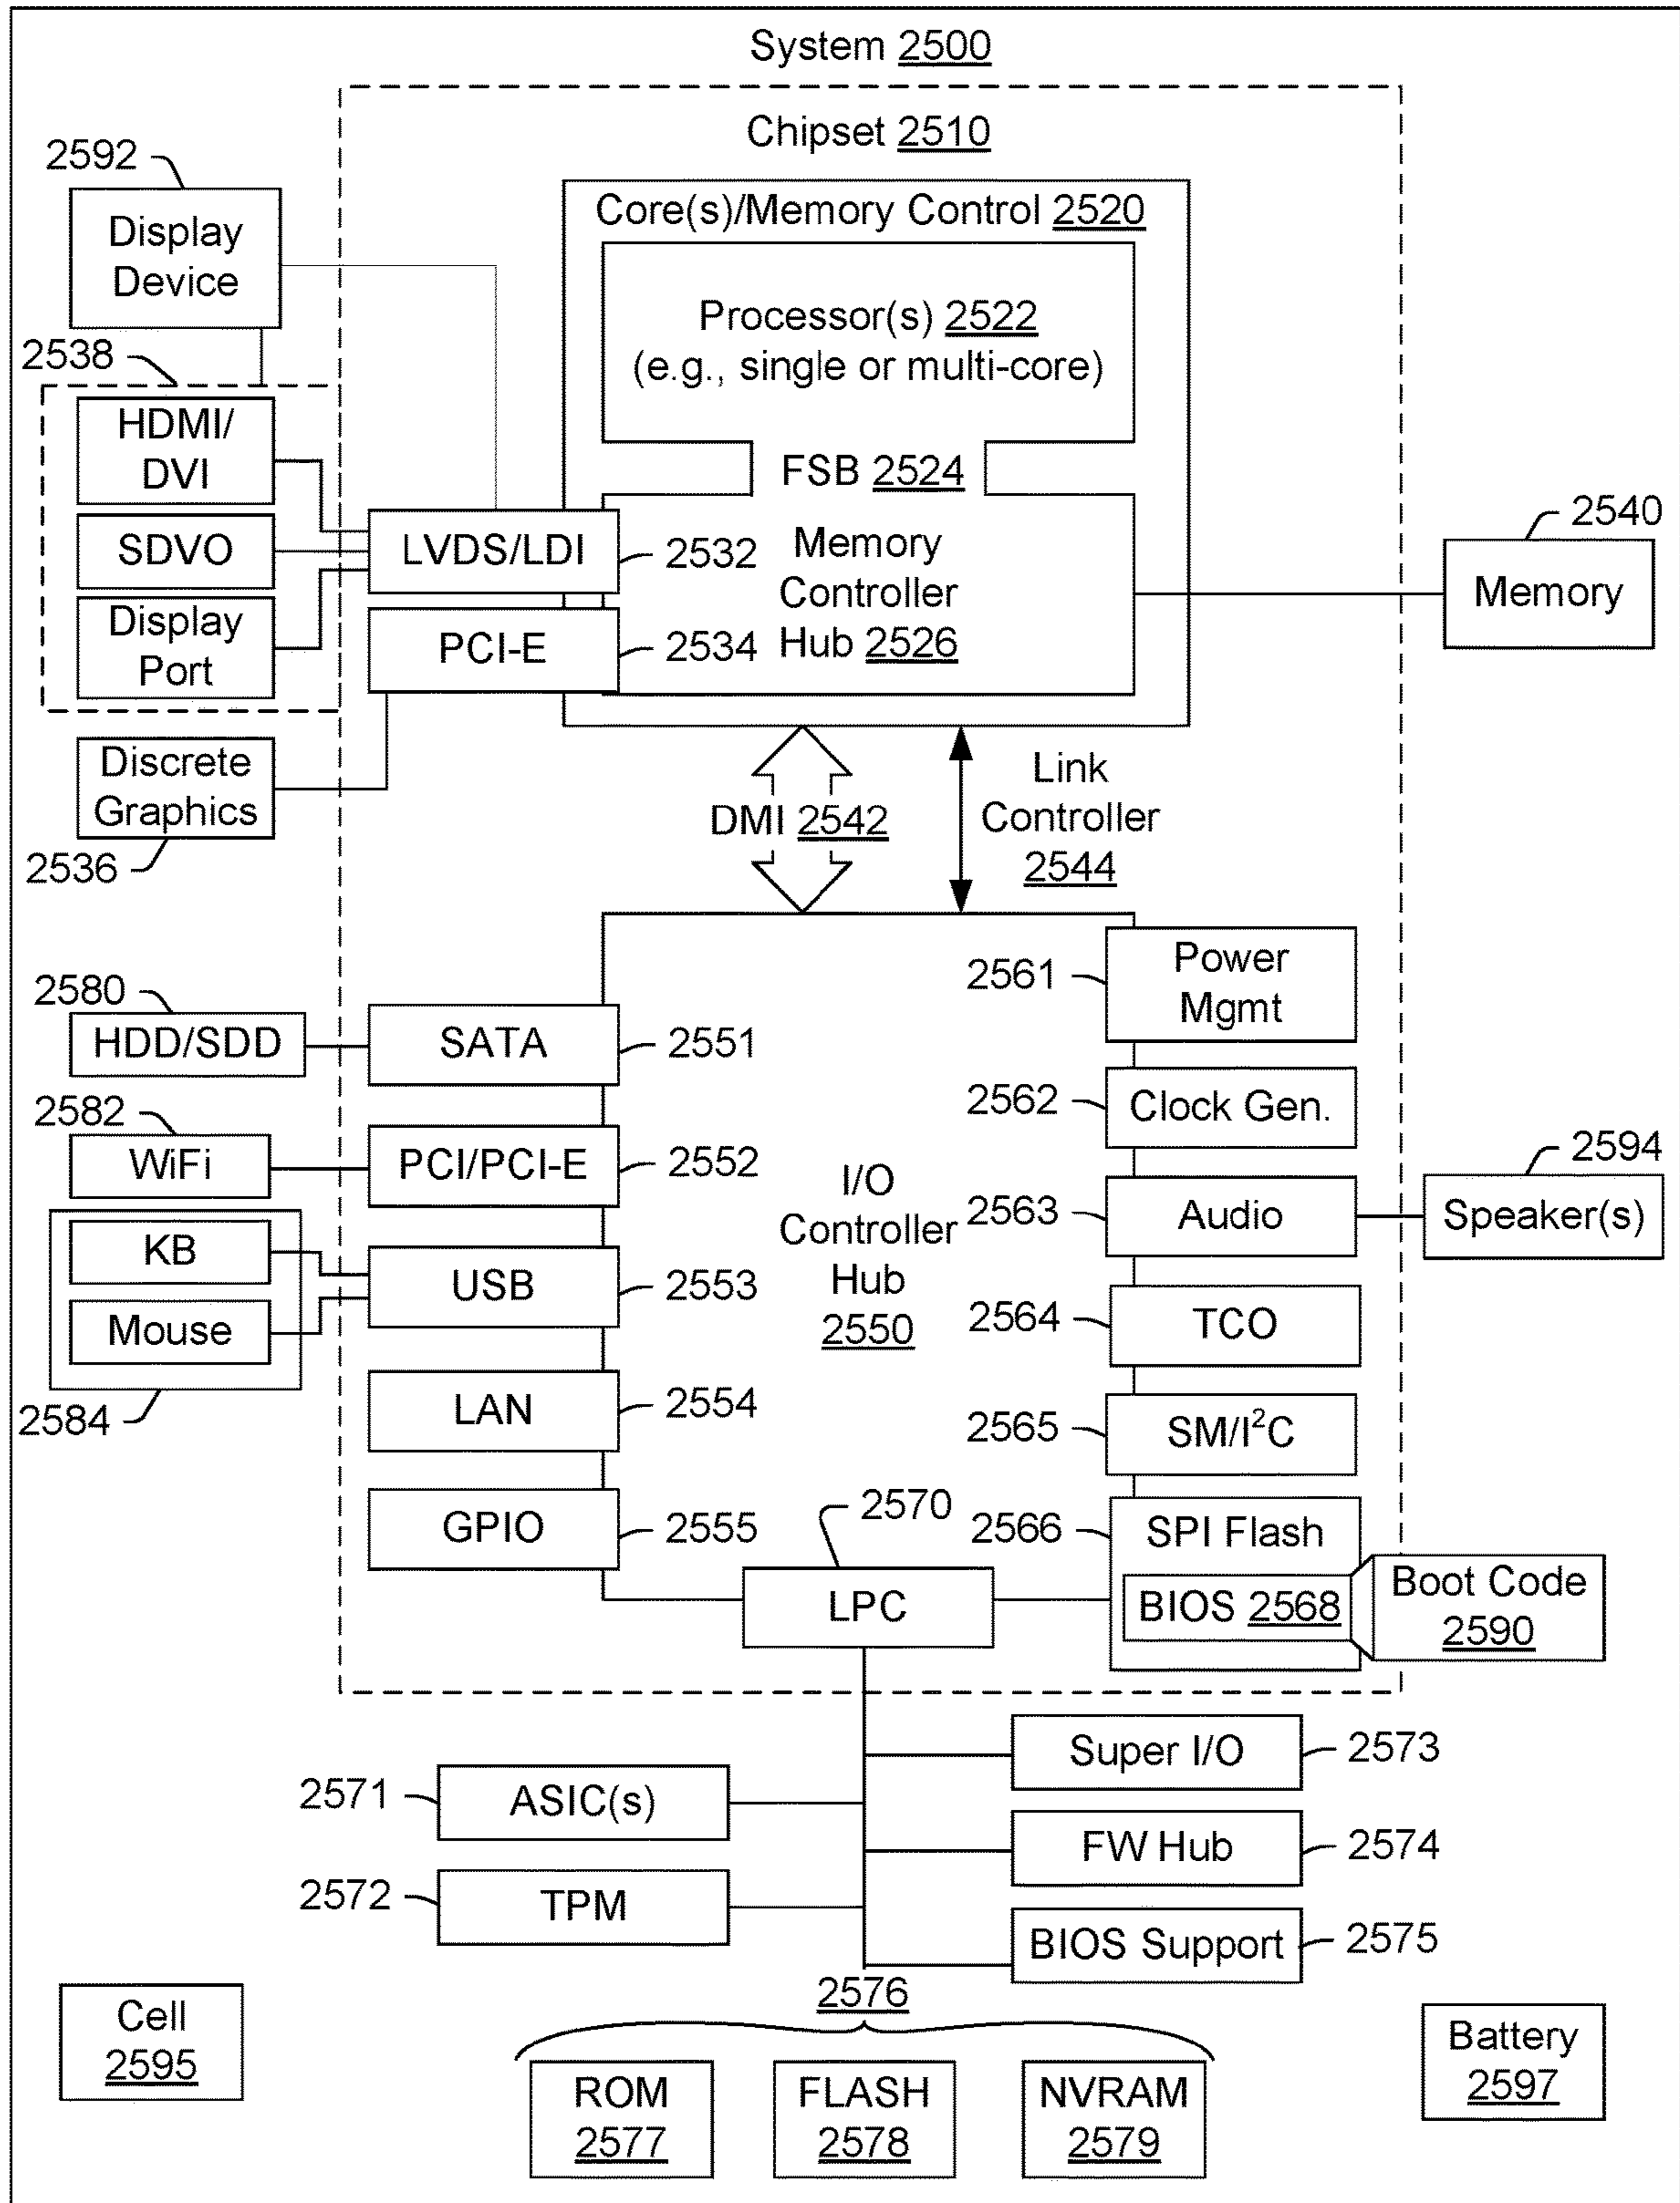 System 2500
Chipset 2510
2592
Display
Device
Core(s)/Memory Control 2520
Processor(s) 2522
(e.g., single or multi-core)
2538
HDMI/
DVI
SDVO
Display
Port
FSB 2524
LVDS/LDI
2532
PCI-E
2534
Memory
Controller
Hub 2526
2540
Memory
Discrete
Graphics
2536
DMI 2542
Link
Controller
2544
2580
HDD/SDD
SATA
2551
2582
WiFi
PCI/PCI-E
2552
KB
Mouse
2584
USB
2553
LAN
2554
GPIO
2555
I/O
Controller
Hub
2550
2561
Power
Mgmt
2562
Clock Gen.
2563
Audio
2594
Speaker(s)
2564
TCO
2565
SM/I²C
2566
SPI Flash
BIOS 2568
Boot Code
2590
2570
LPC
2571
ASIC(s)
2572
TPM
Super I/O
2573
FW Hub
2574
BIOS Support
2575
2576
Cell
2595
ROM
2577
FLASH
2578
NVRAM
2579
Battery
2597